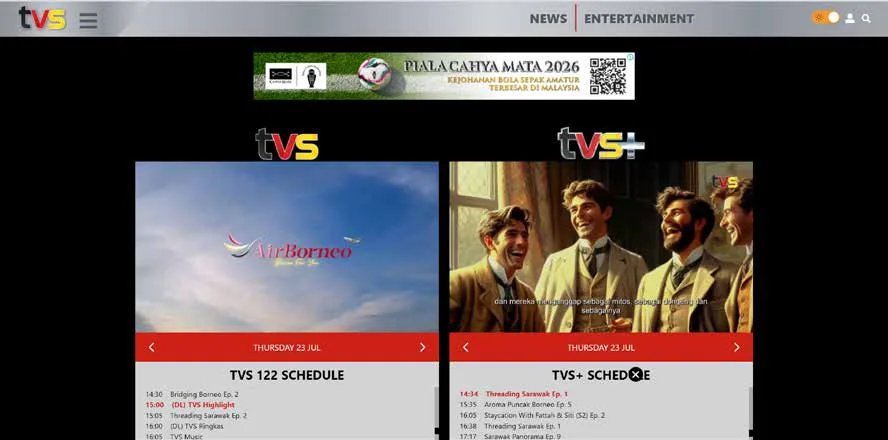 tvs
NEWS
ENTERTAINMENT
PIALA CAHYA MATA 2026
KEJOHANAN BOLA SEPAK AMATUR
TERBESAR DI MALAYSIA
tvs
tvs+
AirBorneo
tvs
dan mereka menganggap sebagai mitos, sebagai dongeng dan
sebagainya
THURSDAY 23 JUL
THURSDAY 23 JUL
TVS 122 SCHEDULE
14:30 Bridging Borneo Ep. 2
15:00 (DL) TVS Highlight
15:05 Threading Sarawak Ep. 2
16:00 (DL) TVS Ringkas
16:05 TVS Music
TVS+ SCHED E
14:34 Threading Sarawak Ep. 1
15:35 Aroma Puncak Borneo Ep. 5
16:05 Staycation With Fattah & Siti (S2) Ep. 2
16:38 Threading Sarawak Ep. 1
17:17 Sarawak Panorama Ep. 9